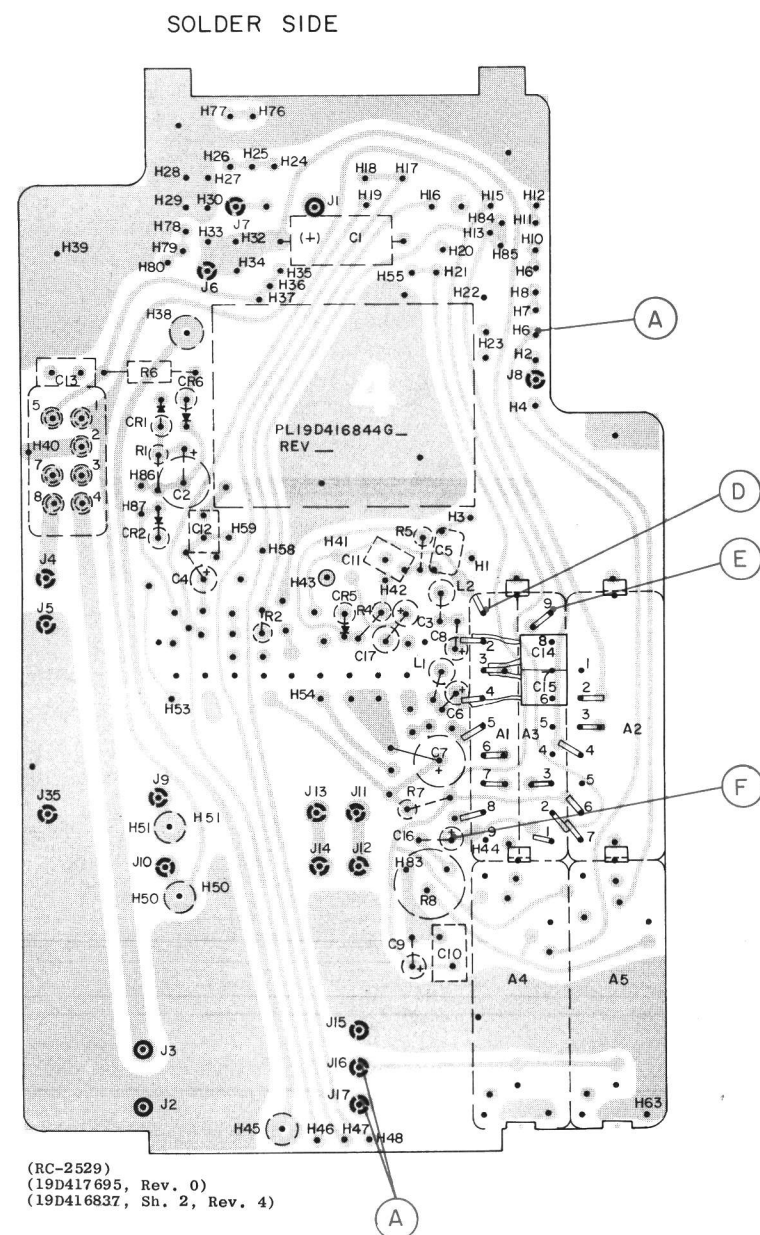 SOLDER SIDE
H77 H76
H26 H25 H24
H28 H27
H18 H17
H29 H30 J7 J1 H19 H16 H15 H12
H84 H11
H78 H33 H32 (+) C1 H13
H39 H79 H20 H85 H10
H80 J6 H34 H35 H55 H21 H6
H36
H37 H22 H8
H7
H38 H6 A
H23
H2
C13 R6 CR6 J8
H4
5 1 CR1 4
2 PL19D416844G_
H40 R1 + REV __
7 3
H86 C2
8 4 H87 D
CR2 C12 H59 R5 H3
H41 C5
H58 C11 H1 E
J4 C4 + H43 H42 L2
J5 CR5 R4 + C3 1 9
R2 C17 C8 + 2 8 C14
L1 3 C15 1
H53 H54 + 4 6 2
C6
5 A1 A3 5 3 A2
C7 6 4 4
+
J9 7 3 5
J35 J13 J11 R7 F
H51 H51 8 2 6
C16 9 1 7
J10 J14 J12 H44
H83
H50 H50 R8
C9 C10
+ A4 A5
J15
J3 J16
J2 J17
H63
H45 H46 H47 H48
(RC-2529)
(19D417695, Rev. 0)
(19D416837, Sh. 2, Rev. 4)
A